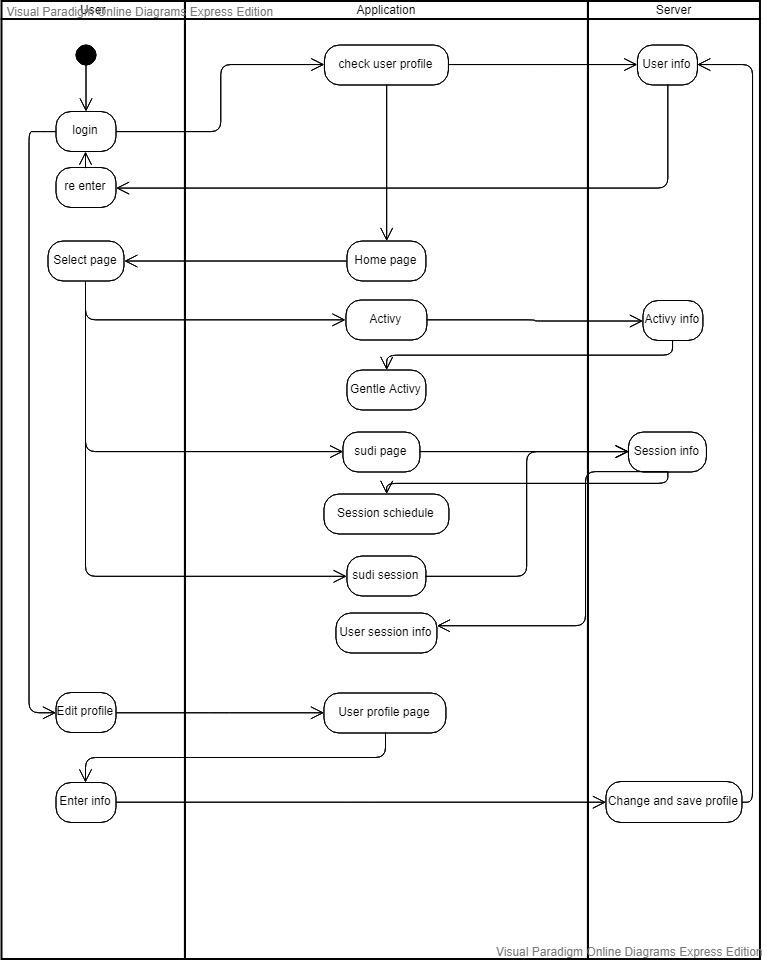 Visual Paradigm Online Diagrams Express Edition
User
Application
Server
check user profile
User info
login
re enter
Select page
Home page
Activy
Activy info
Gentle Activy
sudi page
Session info
Session schiedule
sudi session
User session info
Edit profile
User profile page
Enter info
Change and save profile
Visual Paradigm Online Diagrams Express Edition